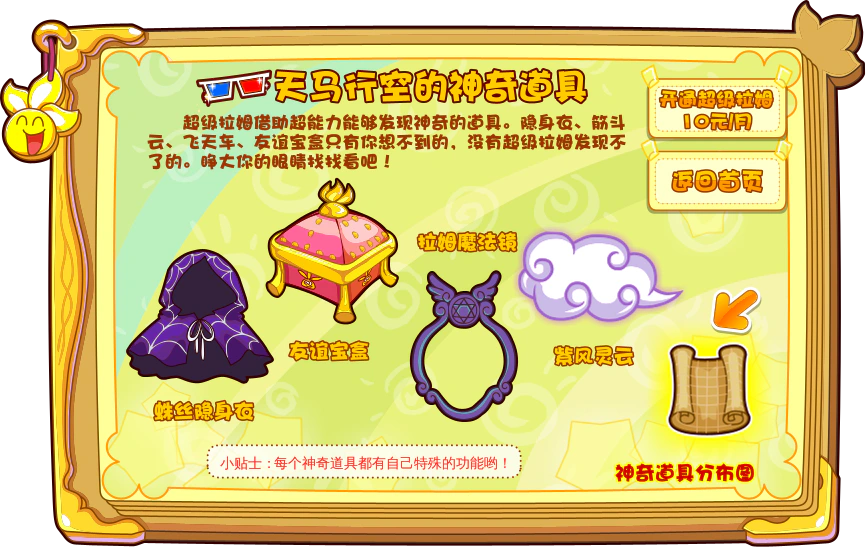 天马行空的神奇道具
开通超级拉姆
10元/月
超级拉姆借助超能力能够发现神奇的道具。隐身衣、筋斗
云、飞天车、友谊宝盒只有你想不到的，没有超级拉姆发现不
了的。睁大你的眼睛找找看吧！
返回首页
拉姆魔法镜
友谊宝盒
紫风灵云
蛛丝隐身衣
小贴士：每个神奇道具都有自己特殊的功能哟！
神奇道具分布图